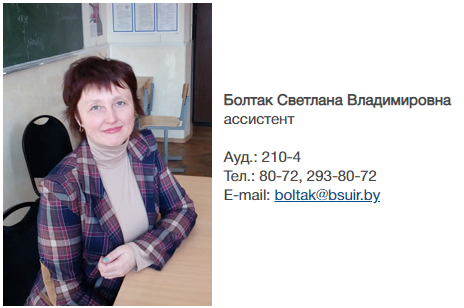 Болтак Светлана Владимировна
ассистент
Ауд.: 210-4
Тел.: 80-72, 293-80-72
E-mail: boltak@bsuir.by